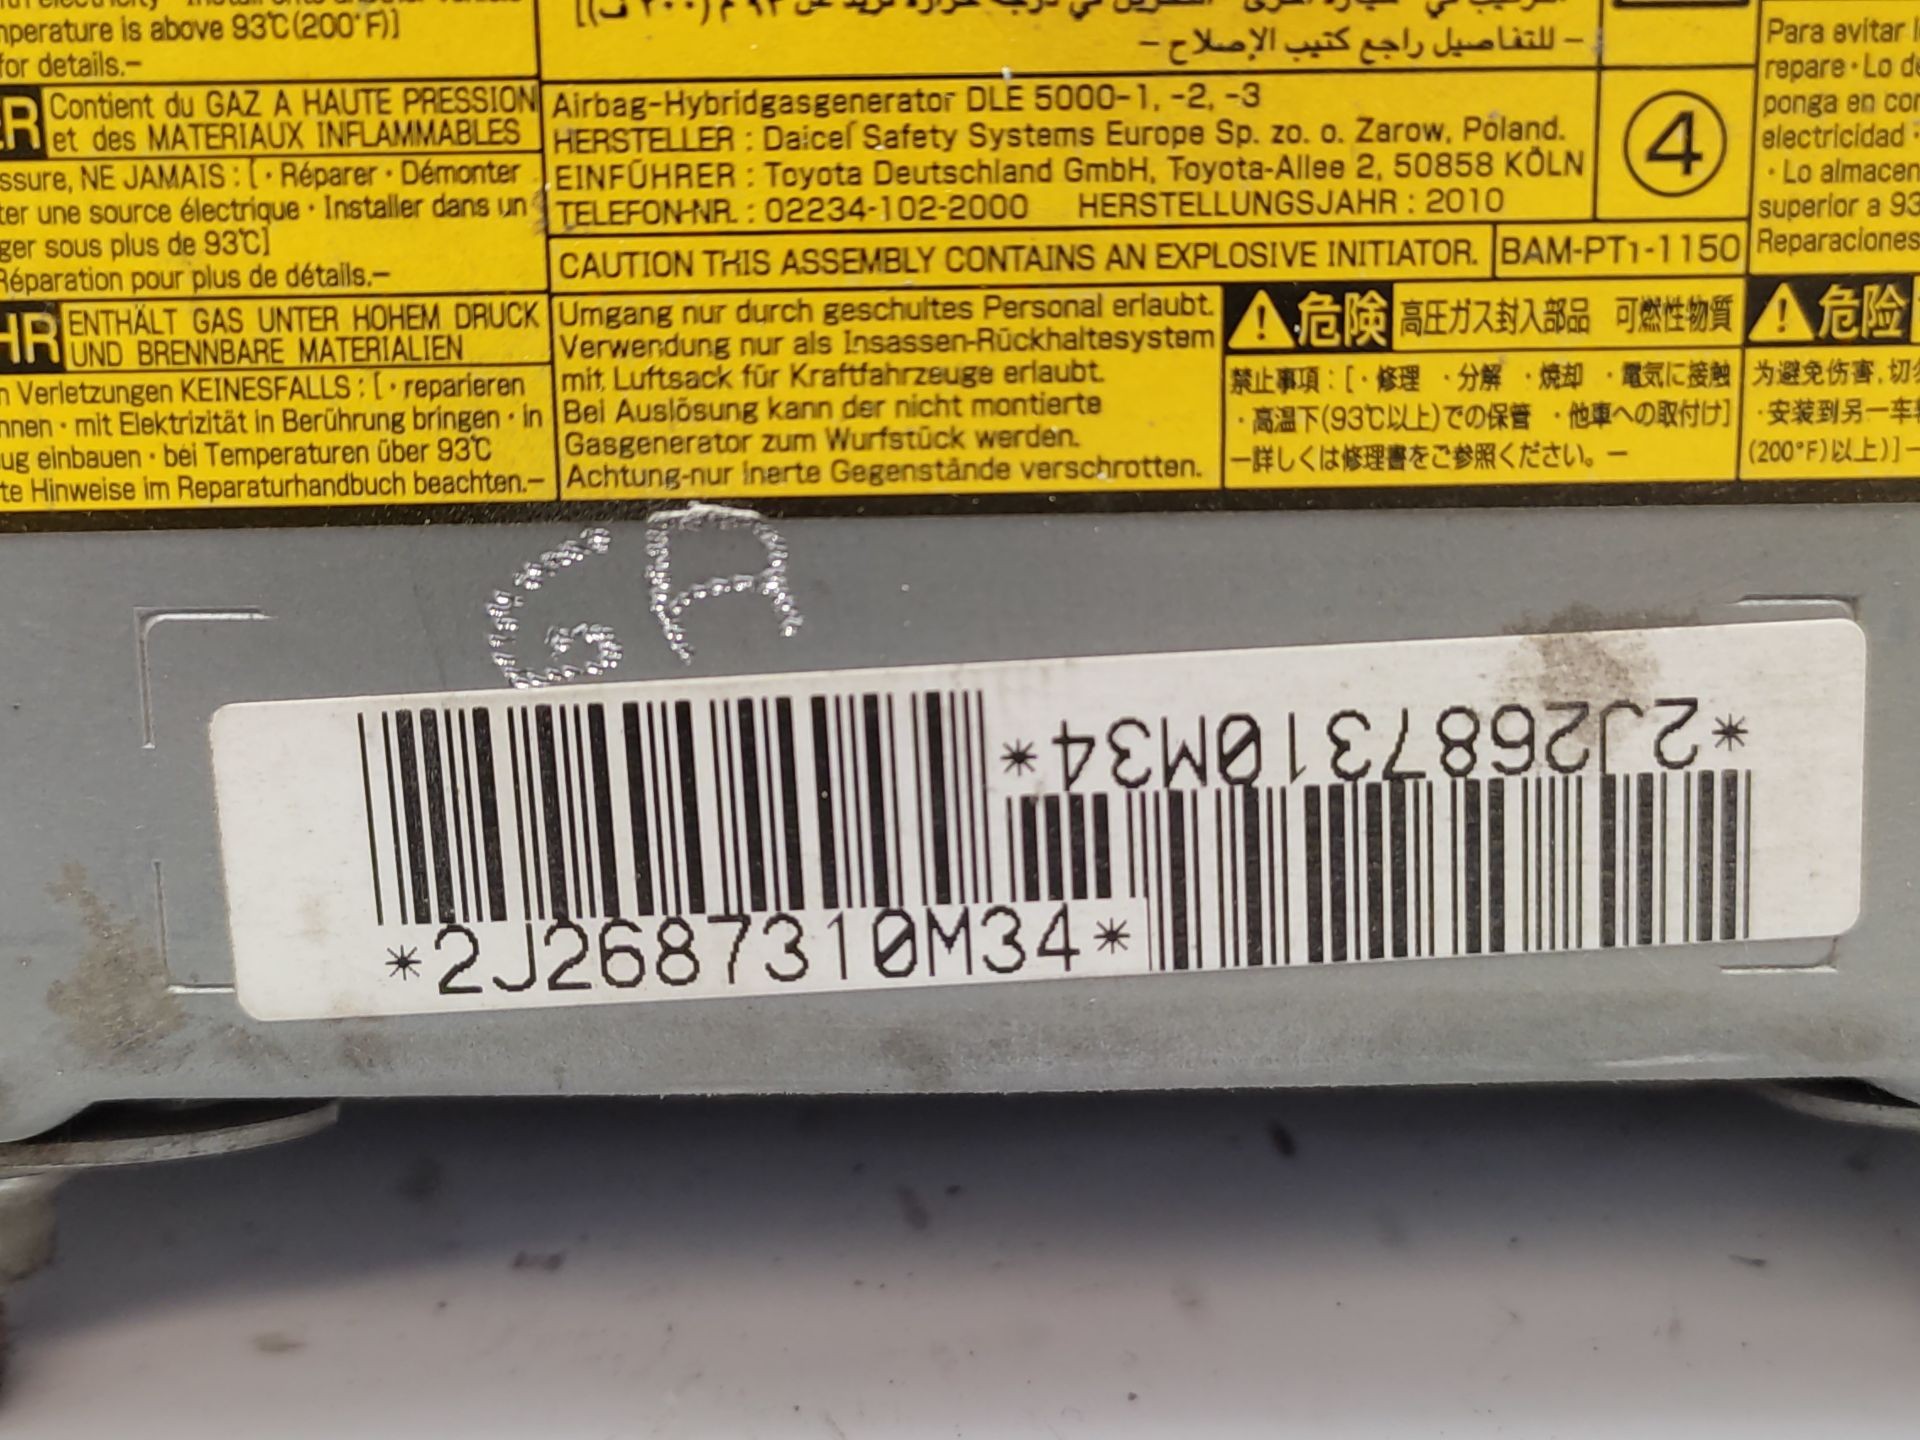 mperature is above 93℃(200°F)]
for details.-
Contient du GAZ A HAUTE PRESSION
et des MATERIAUX INFLAMMABLES
ssure, NE JAMAIS : [ · Réparer · Démonter
ter une source électrique · Installer dans un
ger sous plus de 93℃]
Réparation pour plus de détails.-
HR
ENTHÄLT GAS UNTER HOHEM DRUCK
UND BRENNBARE MATERIALIEN
n Verletzungen KEINESFALLS : [ · reparieren
nnen · mit Elektrizität in Berührung bringen · in
ug einbauen · bei Temperaturen über 93℃
te Hinweise im Reparaturhandbuch beachten.-
- للتفاصيل راجع كتيب الإصلاح -
Airbag-Hybridgasgenerator DLE 5000-1, -2, -3
HERSTELLER : Daicel Safety Systems Europe Sp. zo. o. Zarow, Poland.
EINFÜHRER : Toyota Deutschland GmbH, Toyota-Allee 2, 50858 KÖLN
TELEFON-NR. : 02234-102-2000 HERSTELLUNGSJAHR : 2010
4
CAUTION THIS ASSEMBLY CONTAINS AN EXPLOSIVE INITIATOR.
BAM-PT1-1150
Umgang nur durch geschultes Personal erlaubt.
Verwendung nur als Insassen-Rückhaltesystem
mit Luftsack für Kraftfahrzeuge erlaubt.
Bei Auslösung kann der nicht montierte
Gasgenerator zum Wurfstück werden.
Achtung-nur inerte Gegenstände verschrotten.
危険 高圧ガス封入部品 可燃性物質
禁止事項 : [ · 修理 · 分解 · 焼却 · 電気に接触
· 高温下(93℃以上)での保管 · 他車への取付け]
ー詳しくは修理書をご参照ください。ー
Para evitar l
repare · Lo de
ponga en con
electricidad ·
· Lo almacen
superior a 93
Reparaciones
危险
为避免伤害,切勿
· 安装到另一车辆
(200°F)以上)]-
GA
*2J2687310M34*
*2J2687310M34*